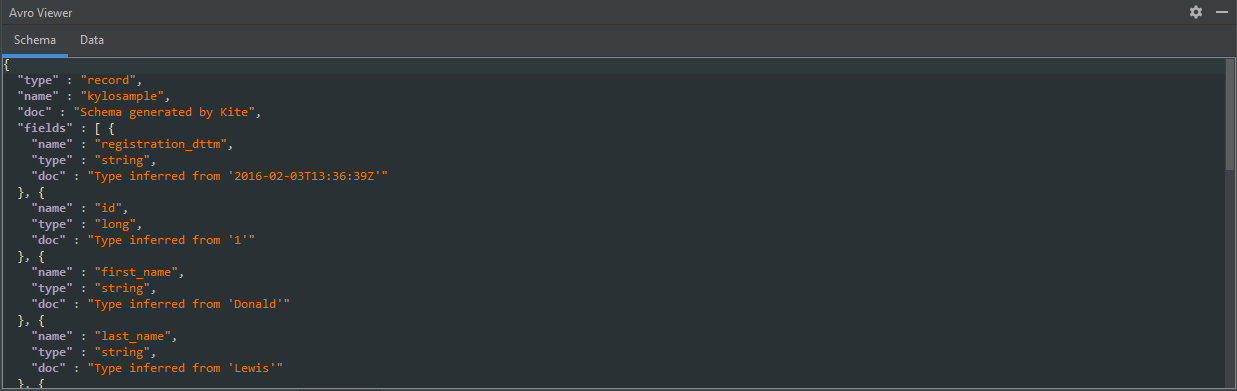 Avro Viewer
Schema Data
{
"type" : "record",
"name" : "kylosample",
"doc" : "Schema generated by Kite",
"fields" : [ {
"name" : "registration_dttm",
"type" : "string",
"doc" : "Type inferred from '2016-02-03T13:36:39Z'"
}, {
"name" : "id",
"type" : "long",
"doc" : "Type inferred from '1'"
}, {
"name" : "first_name",
"type" : "string",
"doc" : "Type inferred from 'Donald'"
}, {
"name" : "last_name",
"type" : "string",
"doc" : "Type inferred from 'Lewis'"
}, {